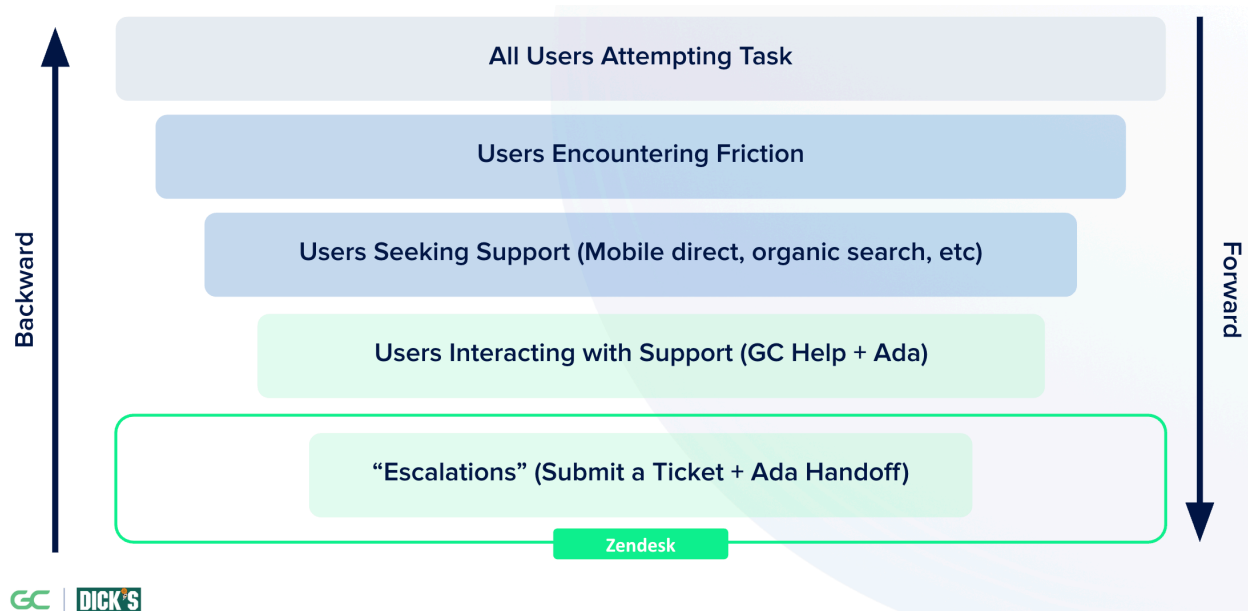 All Users Attempting Task
Users Encountering Friction
Users Seeking Support (Mobile direct, organic search, etc)
Users Interacting with Support (GC Help + Ada)
“Escalations” (Submit a Ticket + Ada Handoff)
Zendesk
Backward
Forward
GC
DICK'S